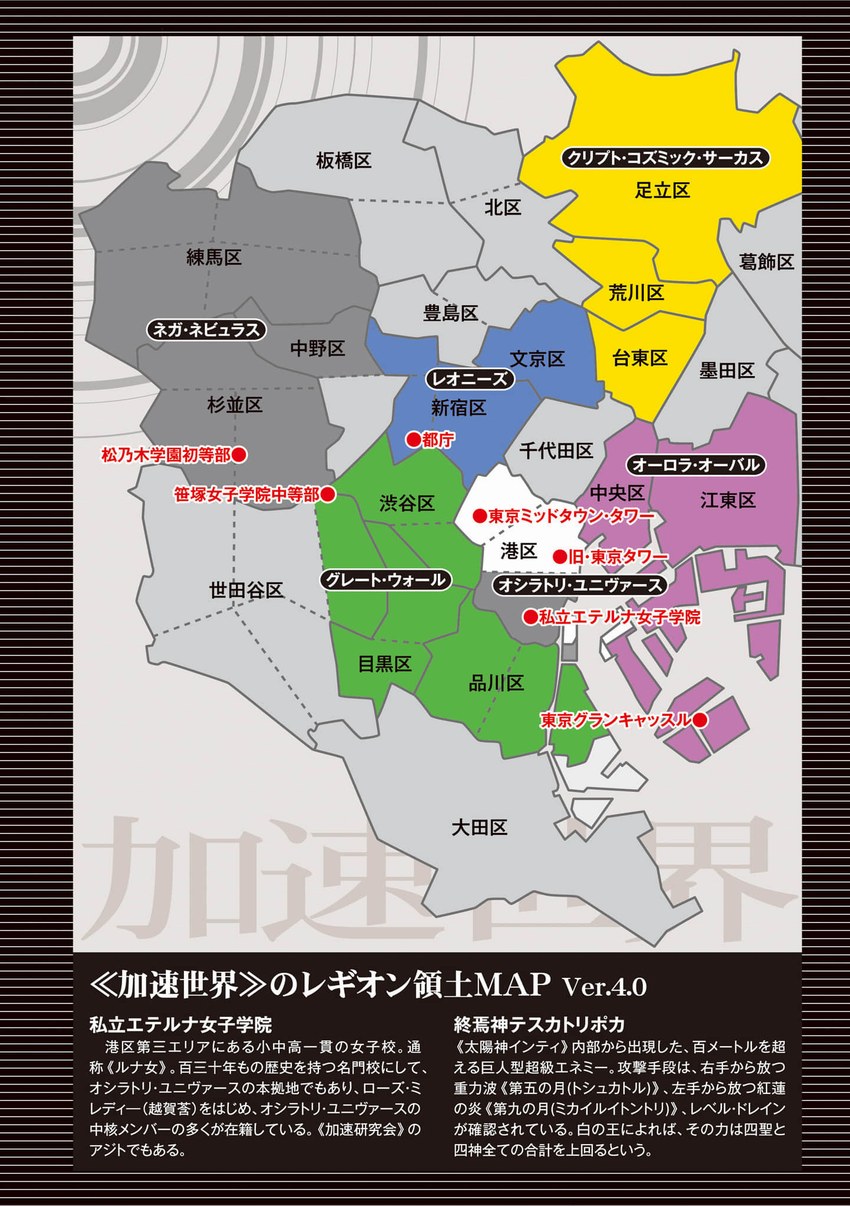 板橋区
クリプト・コズミック・サーカス
足立区
北区
練馬区
葛飾区
荒川区
豊島区
ネガ・ネビュラス
中野区
文京区
台東区
墨田区
レオニーズ
新宿区
杉並区
都庁
千代田区
松乃木学園初等部
オーロラ・オーバル
笹塚女子学院中等部
渋谷区
中央区
江東区
東京ミッドタウン・タワー
港区
旧・東京タワー
世田谷区
グレート・ウォール
オシラトリ・ユニヴァース
私立エテルナ女子学院
目黒区
品川区
東京グランキャッスル
大田区
加速世界
≪加速世界≫のレギオン領土MAP Ver.4.0
私立エテルナ女子学院
港区第三エリアにある小中高一貫の女子校。通
称《ルナ女》。百三十年もの歴史を持つ名門校にして、
オシラトリ・ユニヴァースの本拠地でもあり、ローズ・ミ
レディー(越賀莟)をはじめ、オシラトリ・ユニヴァースの
中核メンバーの多くが在籍している。《加速研究会》の
アジトでもある。
終焉神テスカトリポカ
《太陽神インティ》内部から出現した、百メートルを超
える巨人型超級エネミー。攻撃手段は、右手から放つ
重力波《第五の月(トシュカトル)》、左手から放つ紅蓮
の炎《第九の月(ミカイルイトントリ)》、レベル・ドレイン
が確認されている。白の王によれば、その力は四聖と
四神全ての合計を上回るという。